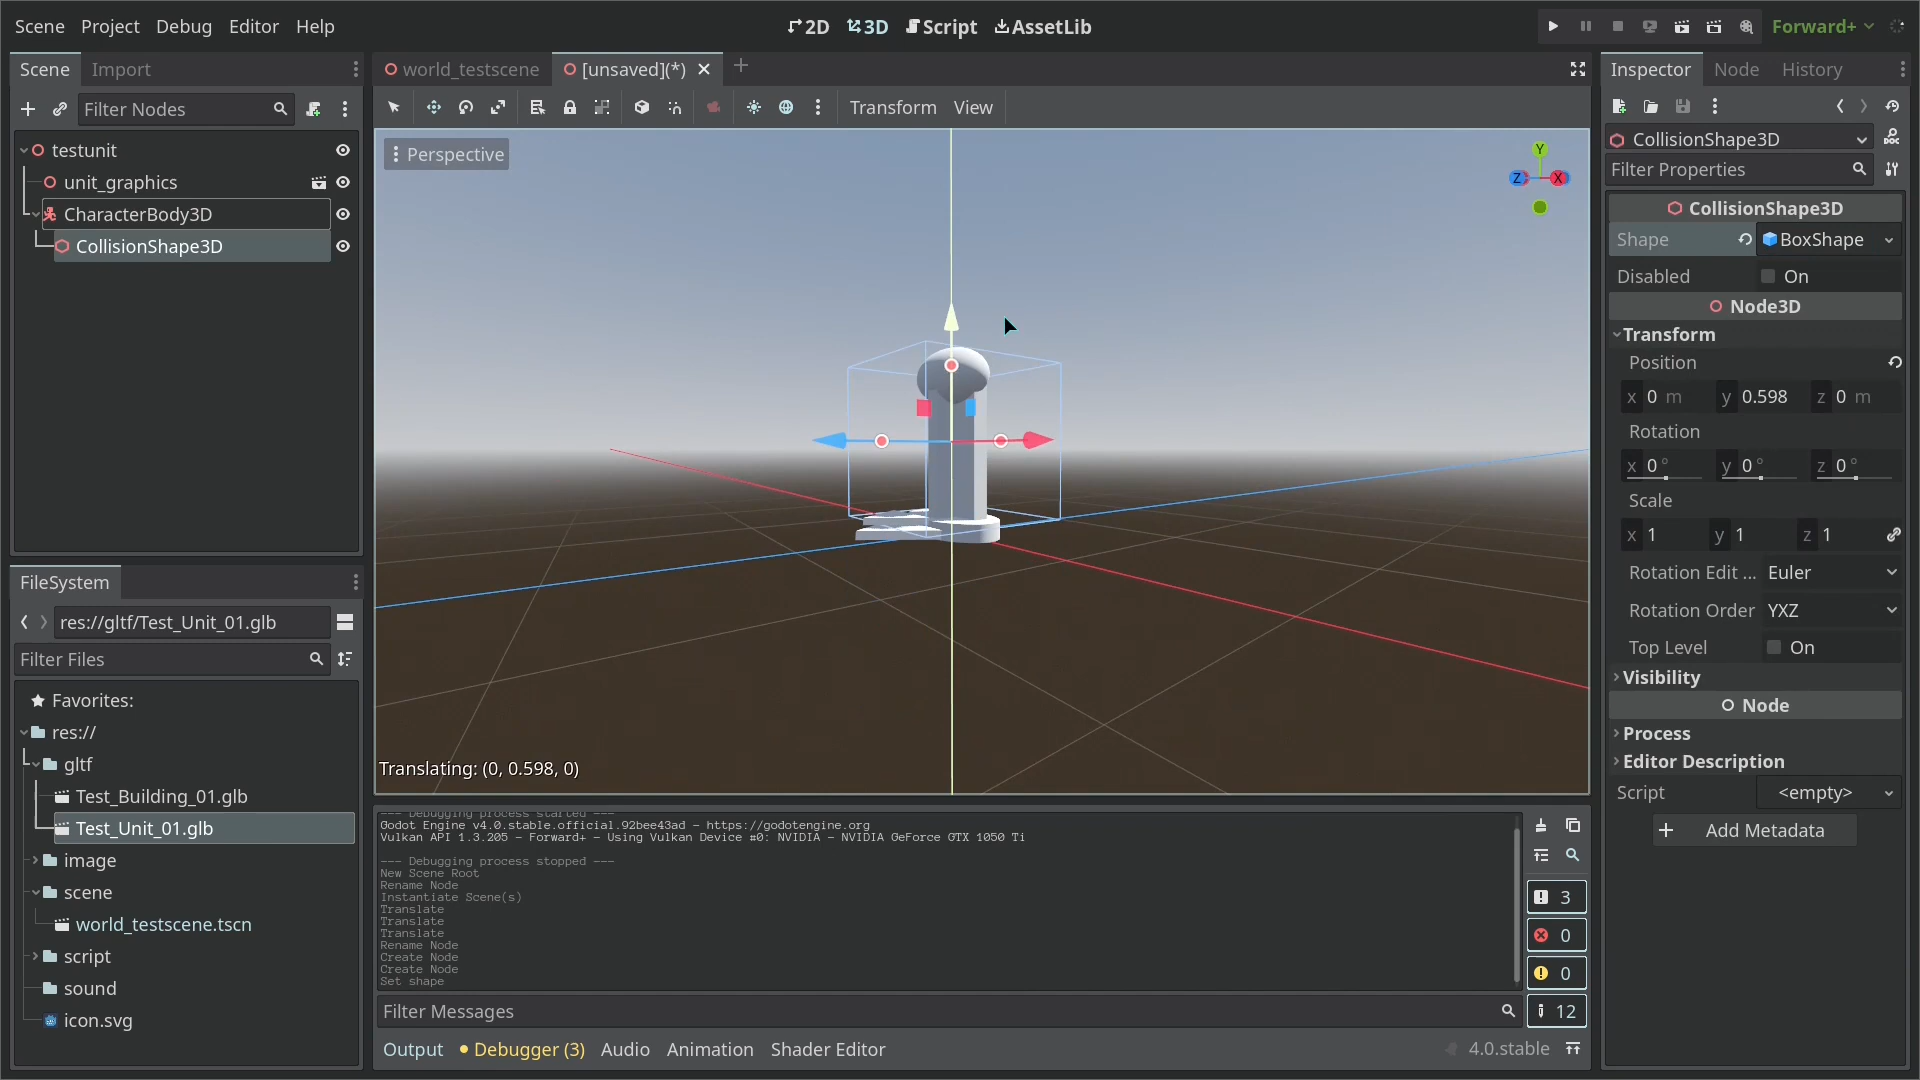 Scene Project Debug Editor Help
2D 3D Script AssetLib
Forward+
Scene Import
Filter Nodes
testunit
unit_graphics
CharacterBody3D
CollisionShape3D
FileSystem
res://gltf/Test_Unit_01.glb
Filter Files
Favorites:
res://
gltf
Test_Building_01.glb
Test_Unit_01.glb
image
scene
world_testscene.tscn
script
sound
icon.svg
world_testscene [unsaved](*)
Transform View
Perspective
Y
Z X
Translating: (0, 0.598, 0)
--- Debugging process started ---
Godot Engine v4.0.stable.official.92bee43ad - https://godotengine.org
Vulkan API 1.3.205 - Forward+ - Using Vulkan Device #0: NVIDIA - NVIDIA GeForce GTX 1050 Ti
--- Debugging process stopped ---
New Scene Root
Rename Node
Instantiate Scene(s)
Translate
Translate
Translate
Rename Node
Create Node
Create Node
Set shape
3
0
0
12
Filter Messages
Output Debugger (3) Audio Animation Shader Editor
4.0.stable
Inspector Node History
CollisionShape3D
Filter Properties
CollisionShape3D
Shape BoxShape
Disabled On
Node3D
Transform
Position
x 0 m y 0.598 z 0 m
Rotation
x 0 ° y 0 ° z 0 °
Scale
x 1 y 1 z 1
Rotation Edit ... Euler
Rotation Order YXZ
Top Level On
Visibility
Node
Process
Editor Description
Script <empty>
Add Metadata